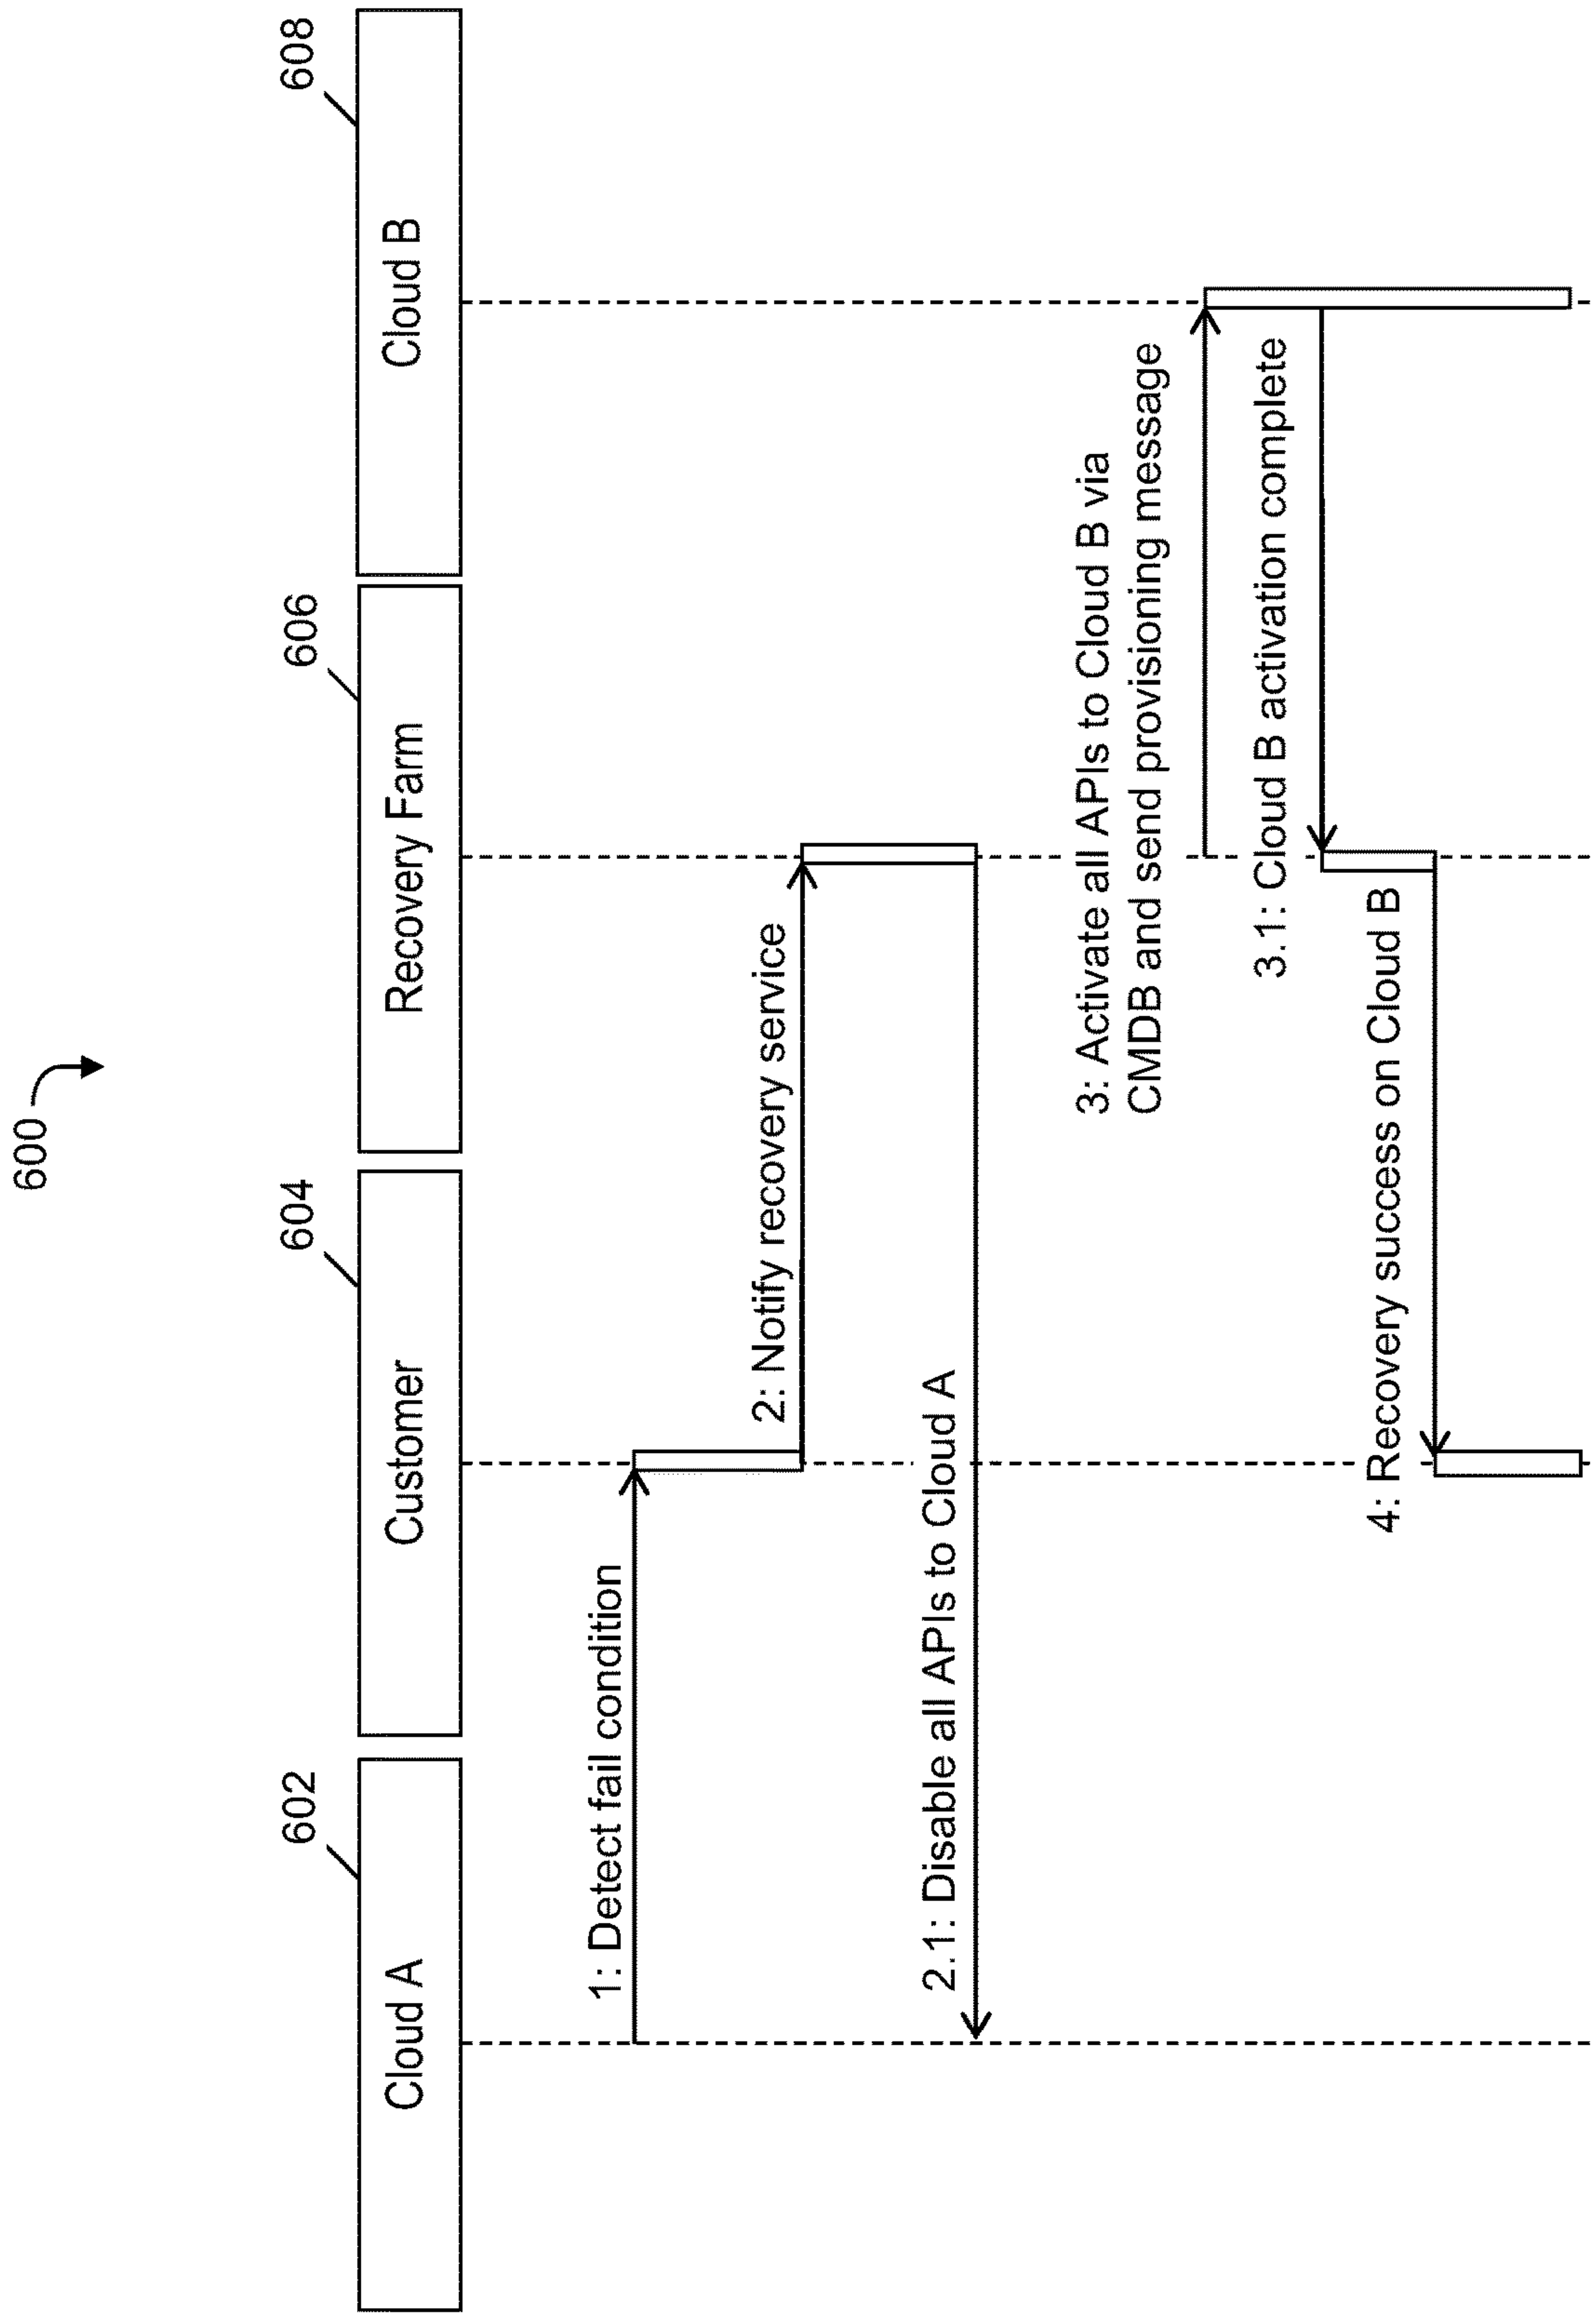 600
602
604
606
608
Cloud A
Customer
Recovery Farm
Cloud B
1: Detect fail condition
2: Notify recovery service
2.1: Disable all APIs to Cloud A
3: Activate all APIs to Cloud B via
CMDB and send provisioning message
3.1: Cloud B activation complete
4: Recovery success on Cloud B